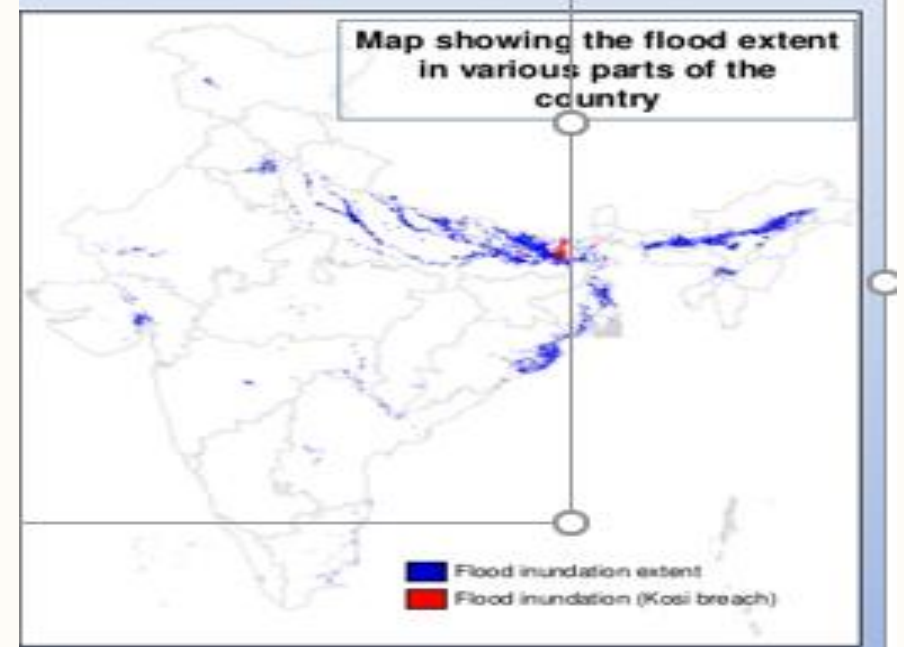 Map showing the flood extent
in various parts of the
country
Flood inundation extent
Flood inundation (Kosi breach)